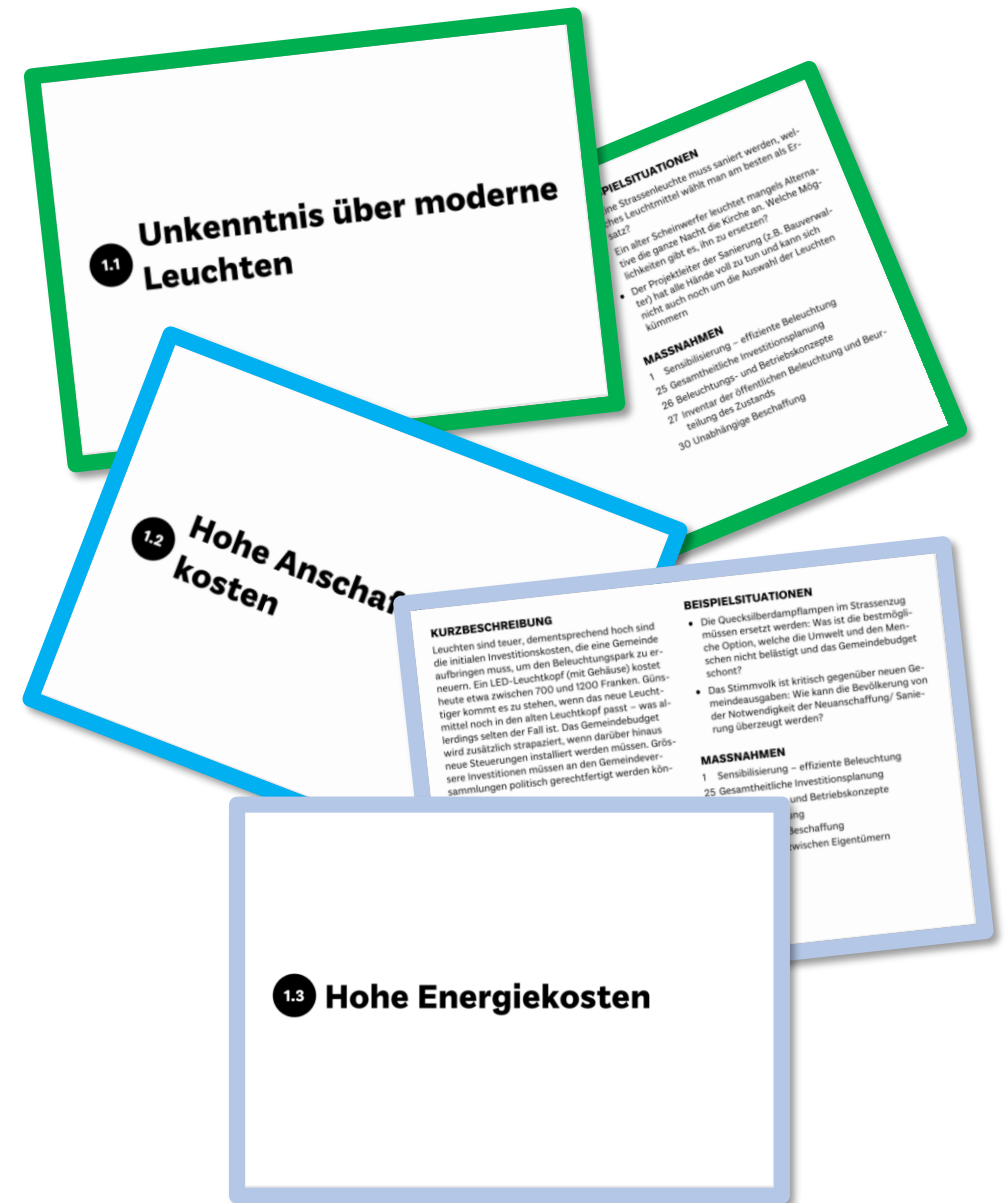 1.1
Unkenntnis über moderne
Leuchten
PIELSITUATIONEN
ine Strassenleuchte muss saniert werden, wel-
ches Leuchtmittel wählt man am besten als Er-
satz?
Ein alter Scheinwerfer leuchtet mangels Alterna-
tive die ganze Nacht die Kirche an. Welche Mög-
lichkeiten gibt es, ihn zu ersetzen?
• Der Projektleiter der Sanierung (z.B. Bauverwal-
ter) hat alle Hände voll zu tun und kann sich
nicht auch noch um die Auswahl der Leuchten
kümmern
MASSNAHMEN
1 Sensibilisierung – effiziente Beleuchtung
25 Gesamtheitliche Investitionsplanung
26 Beleuchtungs- und Betriebskonzepte
27 Inventar der öffentlichen Beleuchtung und Beur-
teilung des Zustands
30 Unabhängige Beschaffung
1.2
Hohe Anschaf
kosten
KURZBESCHREIBUNG
Leuchten sind teuer, dementsprechend hoch sind
die initialen Investitionskosten, die eine Gemeinde
aufbringen muss, um den Beleuchtungspark zu er-
neuern. Ein LED-Leuchtkopf (mit Gehäuse) kostet
heute etwa zwischen 700 und 1200 Franken. Güns-
tiger kommt es zu stehen, wenn das neue Leucht-
mittel noch in den alten Leuchtkopf passt – was al-
lerdings selten der Fall ist. Das Gemeindebudget
wird zusätzlich strapaziert, wenn darüber hinaus
neue Steuerungen installiert werden müssen. Grös-
sere Investitionen müssen an den Gemeindever-
sammlungen politisch gerechtfertigt werden kön-
BEISPIELSITUATIONEN
• Die Quecksilberdampflampen im Strassenzug
müssen ersetzt werden: Was ist die bestmögli-
che Option, welche die Umwelt und den Men-
schen nicht belästigt und das Gemeindebudget
schont?
• Das Stimmvolk ist kritisch gegenüber neuen Ge-
meindeausgaben: Wie kann die Bevölkerung von
der Notwendigkeit der Neuanschaffung/ Sanie-
rung überzeugt werden?
MASSNAHMEN
1 Sensibilisierung – effiziente Beleuchtung
25 Gesamtheitliche Investitionsplanung
und Betriebskonzepte
ng
Beschaffung
zwischen Eigentümern
1.3 Hohe Energiekosten